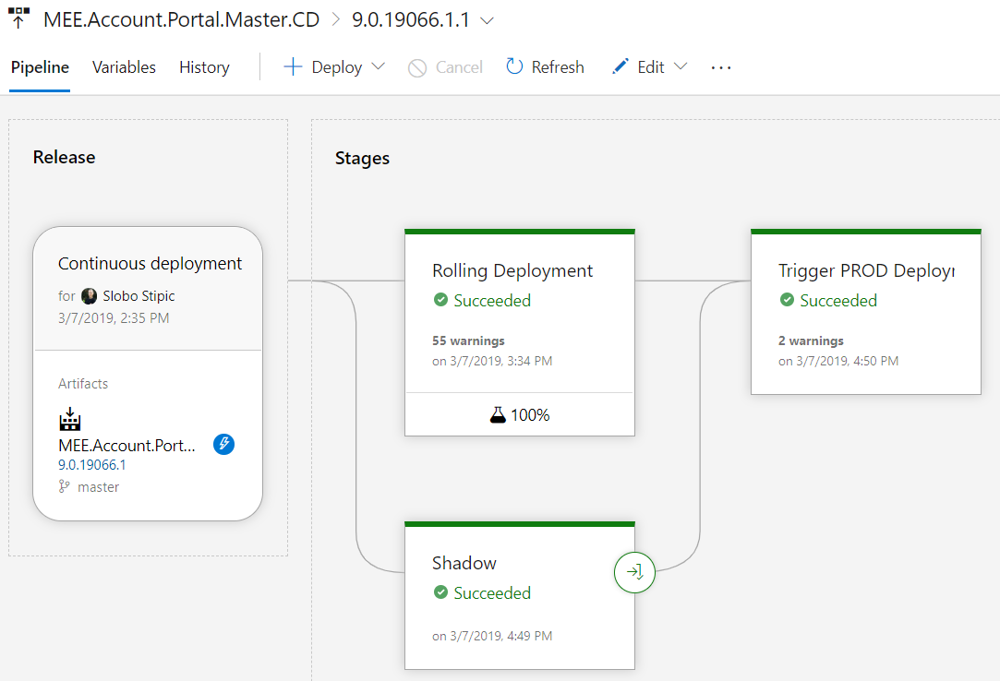 MEE.Account.Portal.Master.CD > 9.0.19066.1.1
Pipeline Variables History Deploy Cancel Refresh Edit ...
Release
Continuous deployment
for Slobo Stipic
3/7/2019, 2:35 PM
Artifacts
MEE.Account.Port...
9.0.19066.1
master
Stages
Rolling Deployment
Succeeded
55 warnings
on 3/7/2019, 3:34 PM
100%
Shadow
Succeeded
on 3/7/2019, 4:49 PM
Trigger PROD Deployr
Succeeded
2 warnings
on 3/7/2019, 4:50 PM